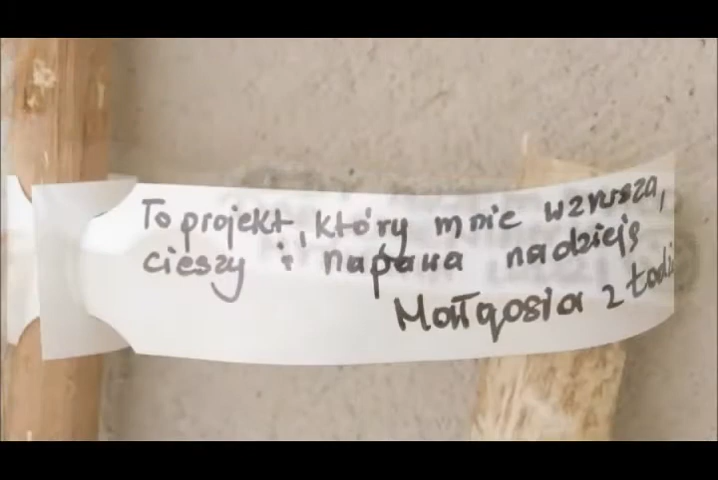 To projekt, który mnie wzrusza,
cieszy i napawa nadzieją
Małgosia z Łodzi